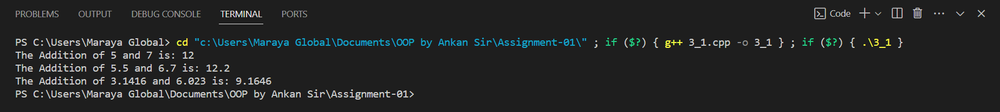 PROBLEMS OUTPUT DEBUG CONSOLE TERMINAL PORTS Code
PS C:\Users\Maraya Global> cd "c:\Users\Maraya Global\Documents\OOP by Ankan Sir\Assignment-01\" ; if ($?) { g++ 3_1.cpp -o 3_1 } ; if ($?) { .\3_1 }
The Addition of 5 and 7 is: 12
The Addition of 5.5 and 6.7 is: 12.2
The Addition of 3.1416 and 6.023 is: 9.1646
PS C:\Users\Maraya Global\Documents\OOP by Ankan Sir\Assignment-01>